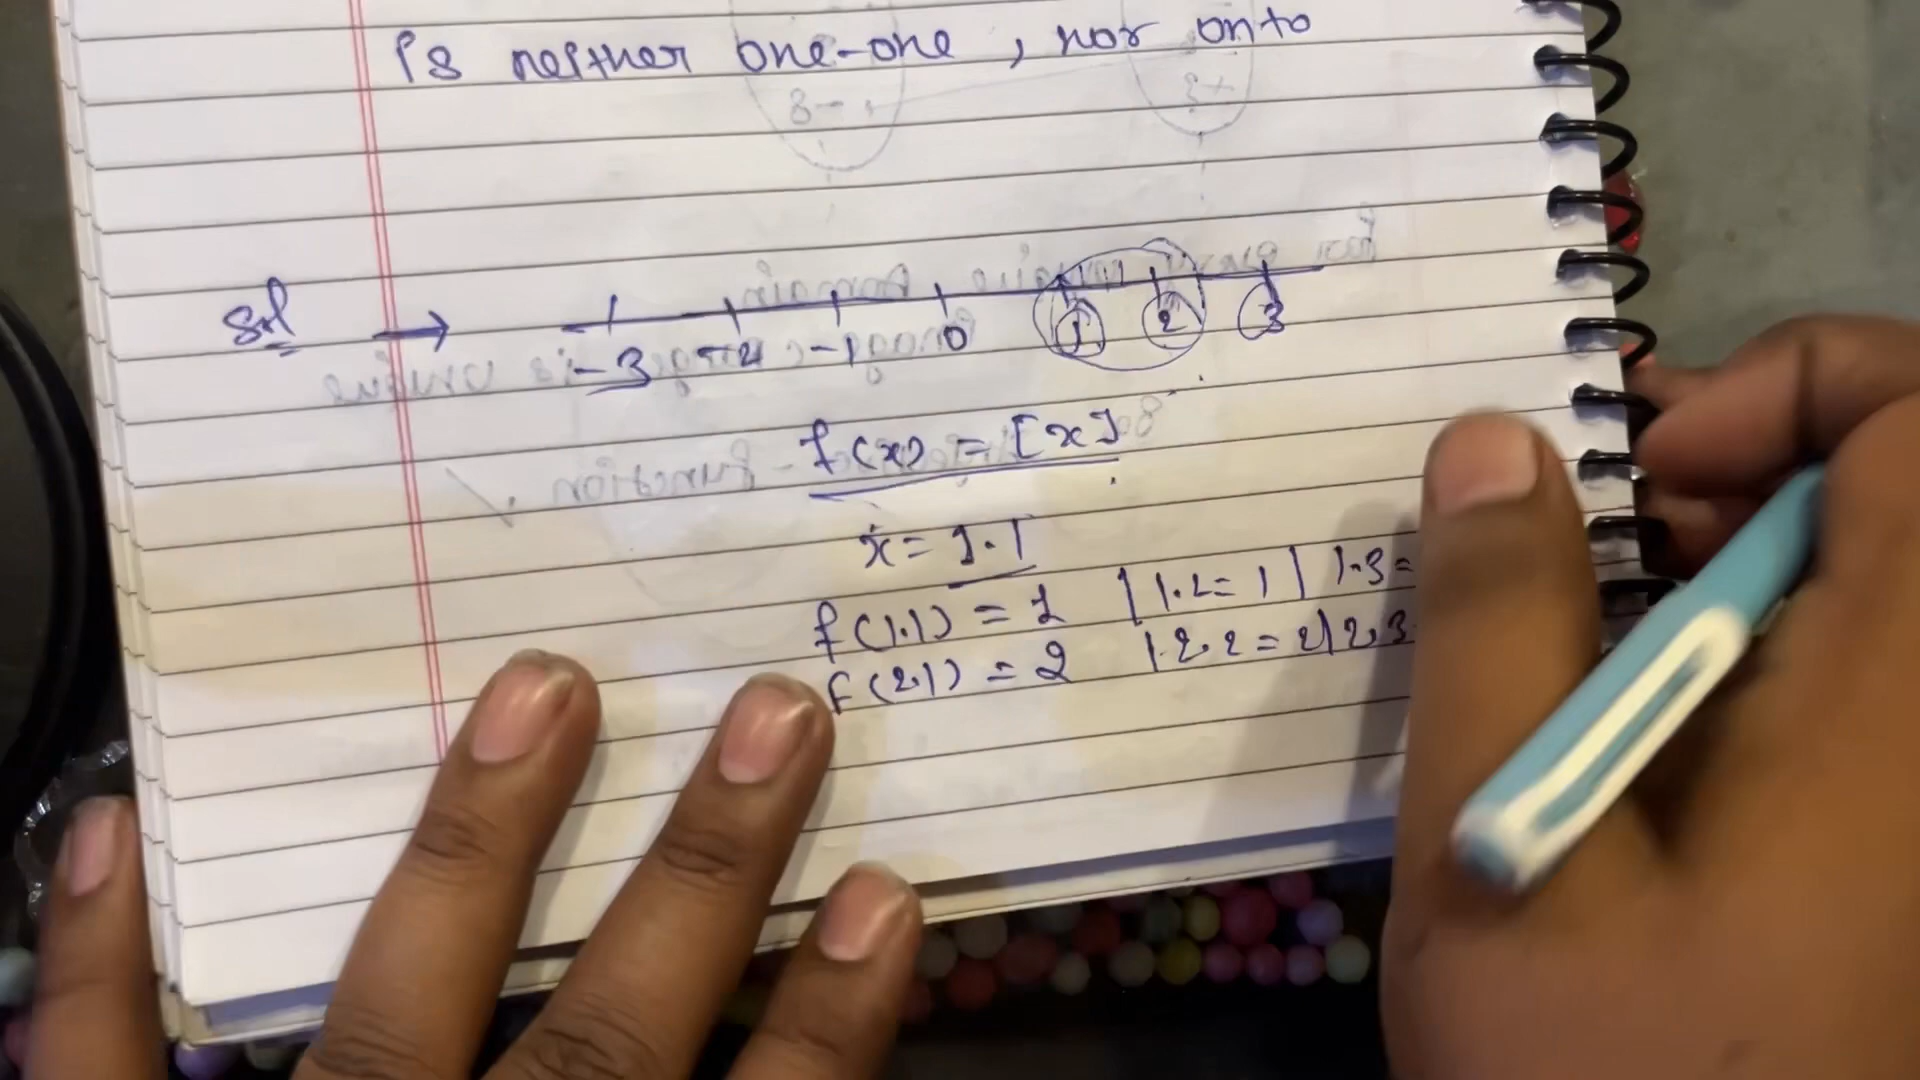 is neither one-one, nor onto
Sol → -3 -2 -1 0 1 2 3
f(x) = [x]
x = 1.1
f(1.1) = 1 | 1.2 = 1 | 1.3 =
f(2.1) = 2 | 2.2 = 2 | 2.3